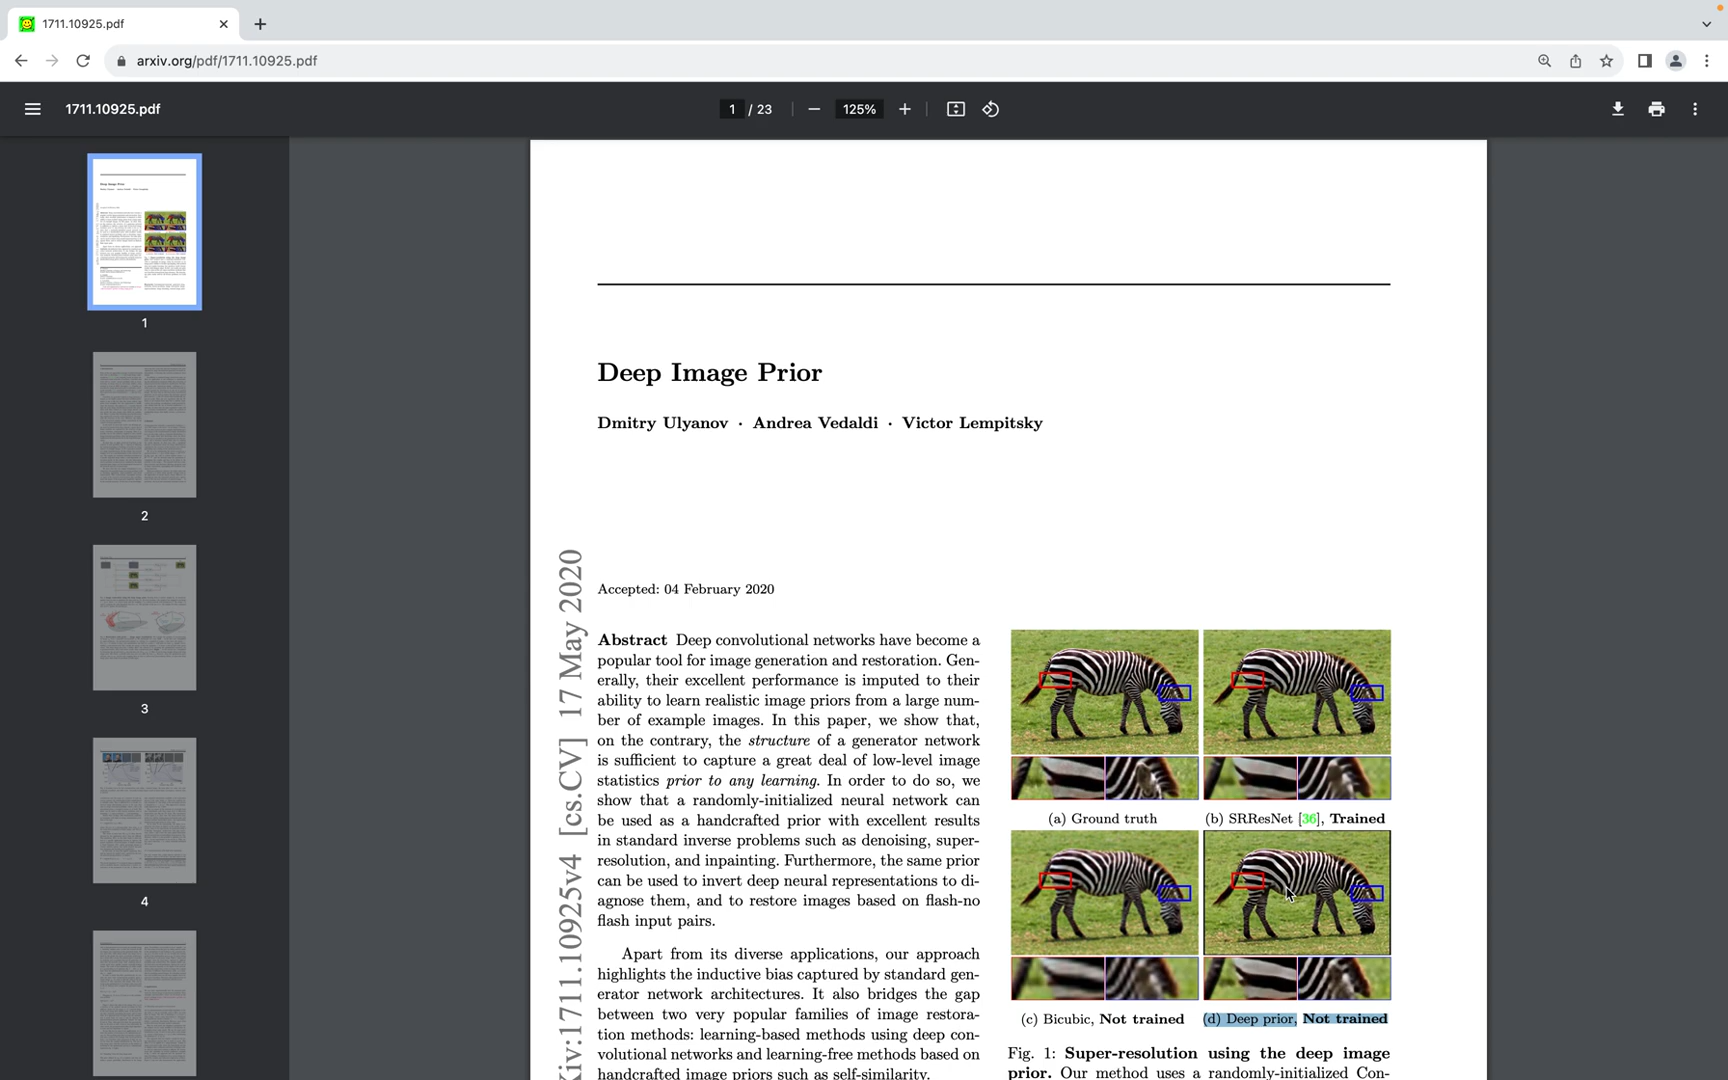 1711.10925.pdf
arxiv.org/pdf/1711.10925.pdf
1711.10925.pdf
1 / 23
125%
1
2
3
4
Deep Image Prior
Dmitry Ulyanov · Andrea Vedaldi · Victor Lempitsky
Xiv:1711.10925v4 [cs.CV] 17 May 2020
Accepted: 04 February 2020
Abstract Deep convolutional networks have become a
popular tool for image generation and restoration. Gen-
erally, their excellent performance is imputed to their
ability to learn realistic image priors from a large num-
ber of example images. In this paper, we show that,
on the contrary, the structure of a generator network
is sufficient to capture a great deal of low-level image
statistics prior to any learning. In order to do so, we
show that a randomly-initialized neural network can
be used as a handcrafted prior with excellent results
in standard inverse problems such as denoising, super-
resolution, and inpainting. Furthermore, the same prior
can be used to invert deep neural representations to di-
agnose them, and to restore images based on flash-no
flash input pairs.
Apart from its diverse applications, our approach
highlights the inductive bias captured by standard gen-
erator network architectures. It also bridges the gap
between two very popular families of image restora-
tion methods: learning-based methods using deep con-
volutional networks and learning-free methods based on
handcrafted image priors such as self-similarity.
(a) Ground truth
(b) SRResNet [36], Trained
(c) Bicubic, Not trained
(d) Deep prior, Not trained
Fig. 1: Super-resolution using the deep image
prior. Our method uses a randomly-initialized Con-